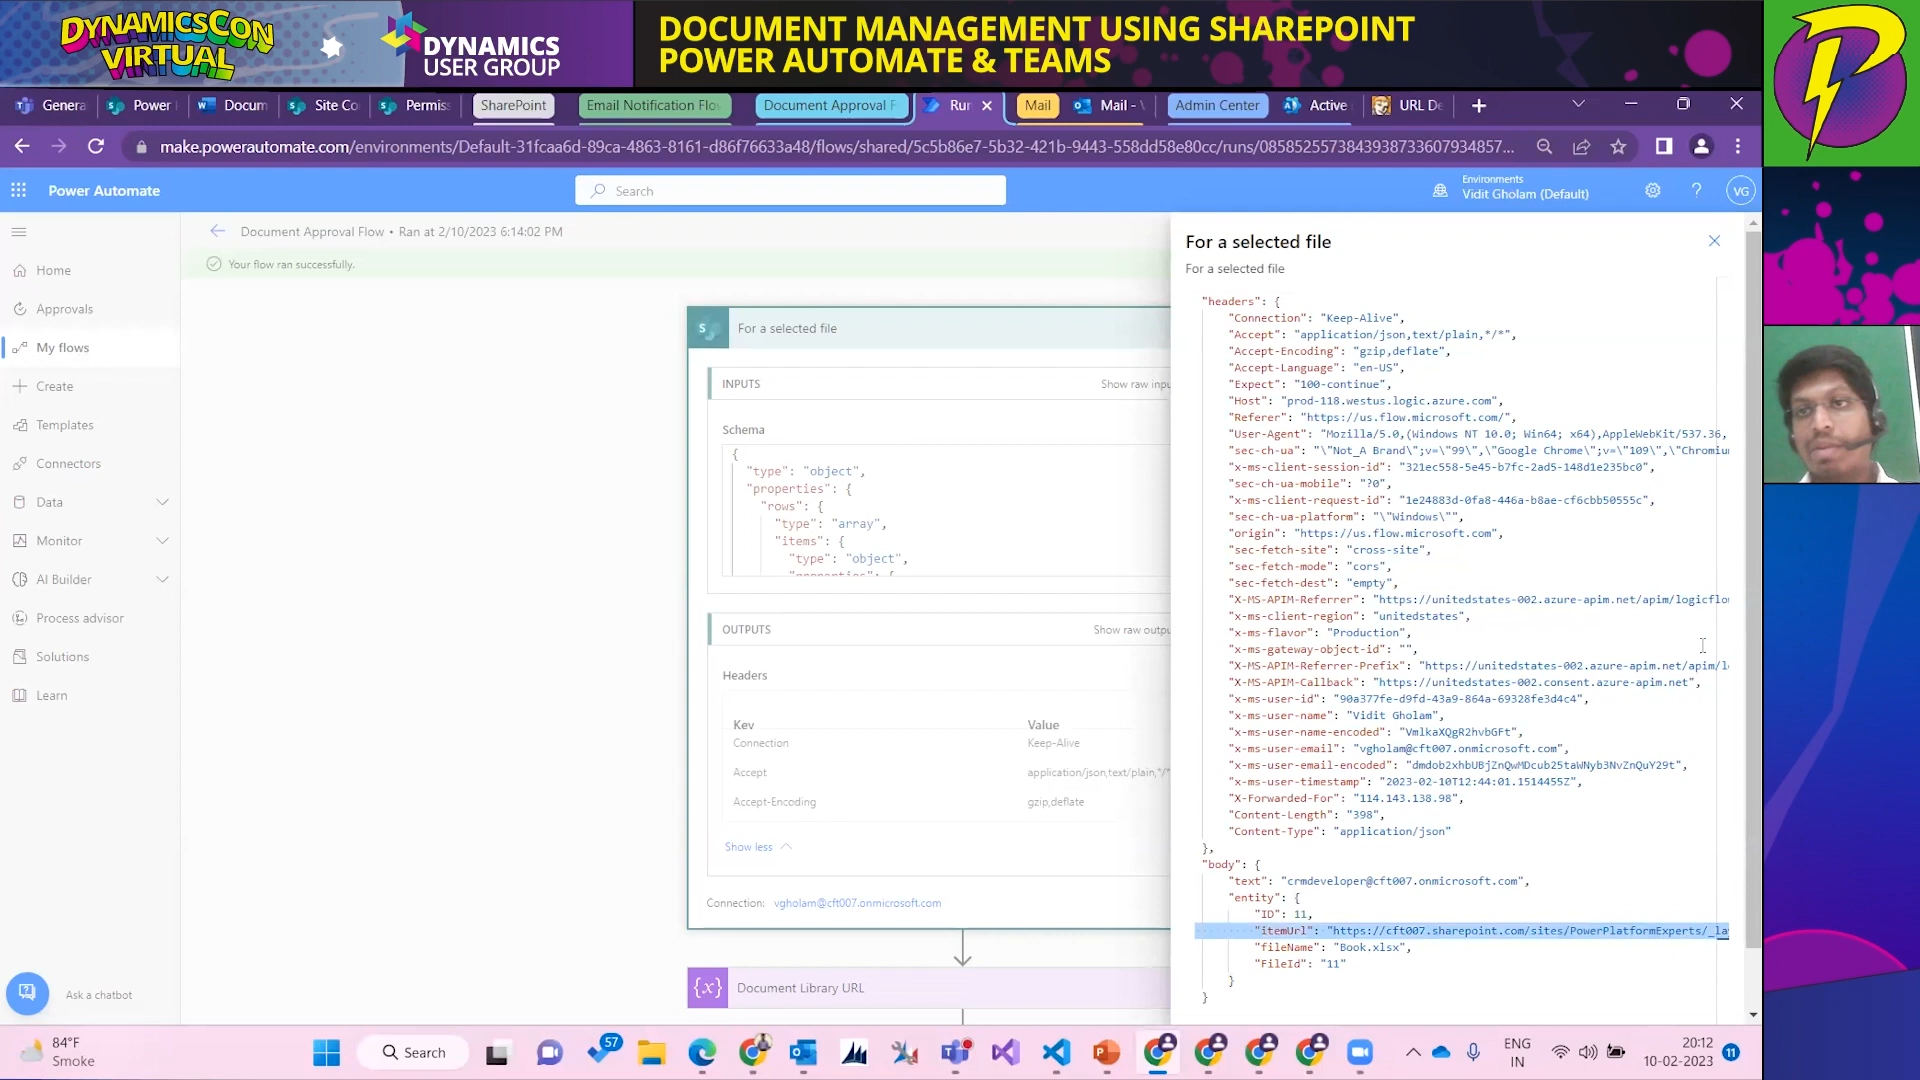 DYNAMICSCON
VIRTUAL
DYNAMICS
USER GROUP
DOCUMENT MANAGEMENT USING SHAREPOINT
POWER AUTOMATE & TEAMS
Genera
Power
Docum
Site Co
Permis
SharePoint
Email Notification Flo
Document Approval F
Run
Mail
Mail -
Admin Center
Active
URL De
make.powerautomate.com/environments/Default-31fcaa6d-89ca-4863-8161-d86f76633a48/flows/shared/5c5b86e7-5b32-421b-9443-558dd58e80cc/runs/08585255738439387336079348 57...
Power Automate
Search
Environments
Vidit Gholam (Default)
VG
Home
Approvals
My flows
Create
Templates
Connectors
Data
Monitor
AI Builder
Process advisor
Solutions
Learn
Ask a chatbot
Document Approval Flow • Ran at 2/10/2023 6:14:02 PM
Your flow ran successfully.
For a selected file
INPUTS
Show raw inpu
Schema
{
"type": "object",
"properties": {
"rows": {
"type": "array",
"items": {
"type": "object",
"properties": {
OUTPUTS
Show raw outpu
Headers
Key Value
Connection Keep-Alive
Accept application/json,text/plain,*/*
Accept-Encoding gzip,deflate
Show less
Connection: vgholam@cft007.onmicrosoft.com
{x} Document Library URL
For a selected file
For a selected file
"headers": {
"Connection": "Keep-Alive",
"Accept": "application/json,text/plain,*/*",
"Accept-Encoding": "gzip,deflate",
"Accept-Language": "en-US",
"Expect": "100-continue",
"Host": "prod-118.westus.logic.azure.com",
"Referer": "https://us.flow.microsoft.com/",
"User-Agent": "Mozilla/5.0,(Windows NT 10.0; Win64; x64),AppleWebKit/537.36,
"sec-ch-ua": "\"Not_A Brand\";v=\"99\",\"Google Chrome\";v=\"109\",\"Chromiu
"x-ms-client-session-id": "321ec558-5e45-b7fc-2ad5-148d1e235bc0",
"sec-ch-ua-mobile": "?0",
"x-ms-client-request-id": "1e24883d-0fa8-446a-b8ae-cf6cbb50555c",
"sec-ch-ua-platform": "\"Windows\"",
"origin": "https://us.flow.microsoft.com",
"sec-fetch-site": "cross-site",
"sec-fetch-mode": "cors",
"sec-fetch-dest": "empty",
"X-MS-APIM-Referrer": "https://unitedstates-002.azure-apim.net/apim/logicflo
"x-ms-client-region": "unitedstates",
"x-ms-flavor": "Production",
"x-ms-gateway-object-id": "",
"X-MS-APIM-Referrer-Prefix": "https://unitedstates-002.azure-apim.net/apim/l
"X-MS-APIM-Callback": "https://unitedstates-002.consent.azure-apim.net",
"x-ms-user-id": "90a377fe-d9fd-43a9-864a-69328fe3d4c4",
"x-ms-user-name": "Vidit Gholam",
"x-ms-user-name-encoded": "VmlkaXQgR2hvbGFt",
"x-ms-user-email": "vgholam@cft007.onmicrosoft.com",
"x-ms-user-email-encoded": "dmdob2xhbUBjZnQwMDcub25taWNyb3NvZnQuY29t",
"x-ms-user-timestamp": "2023-02-10T12:44:01.1514455Z",
"X-Forwarded-For": "114.143.138.98",
"Content-Length": "398",
"Content-Type": "application/json"
},
"body": {
"text": "crmdeveloper@cft007.onmicrosoft.com",
"entity": {
"ID": 11,
"itemUrl": "https://cft007.sharepoint.com/sites/PowerPlatformExperts/_la
"fileName": "Book.xlsx",
"FileId": "11"
}
}
84°F
Smoke
Search
57
ENG
IN
20:12
10-02-2023
11